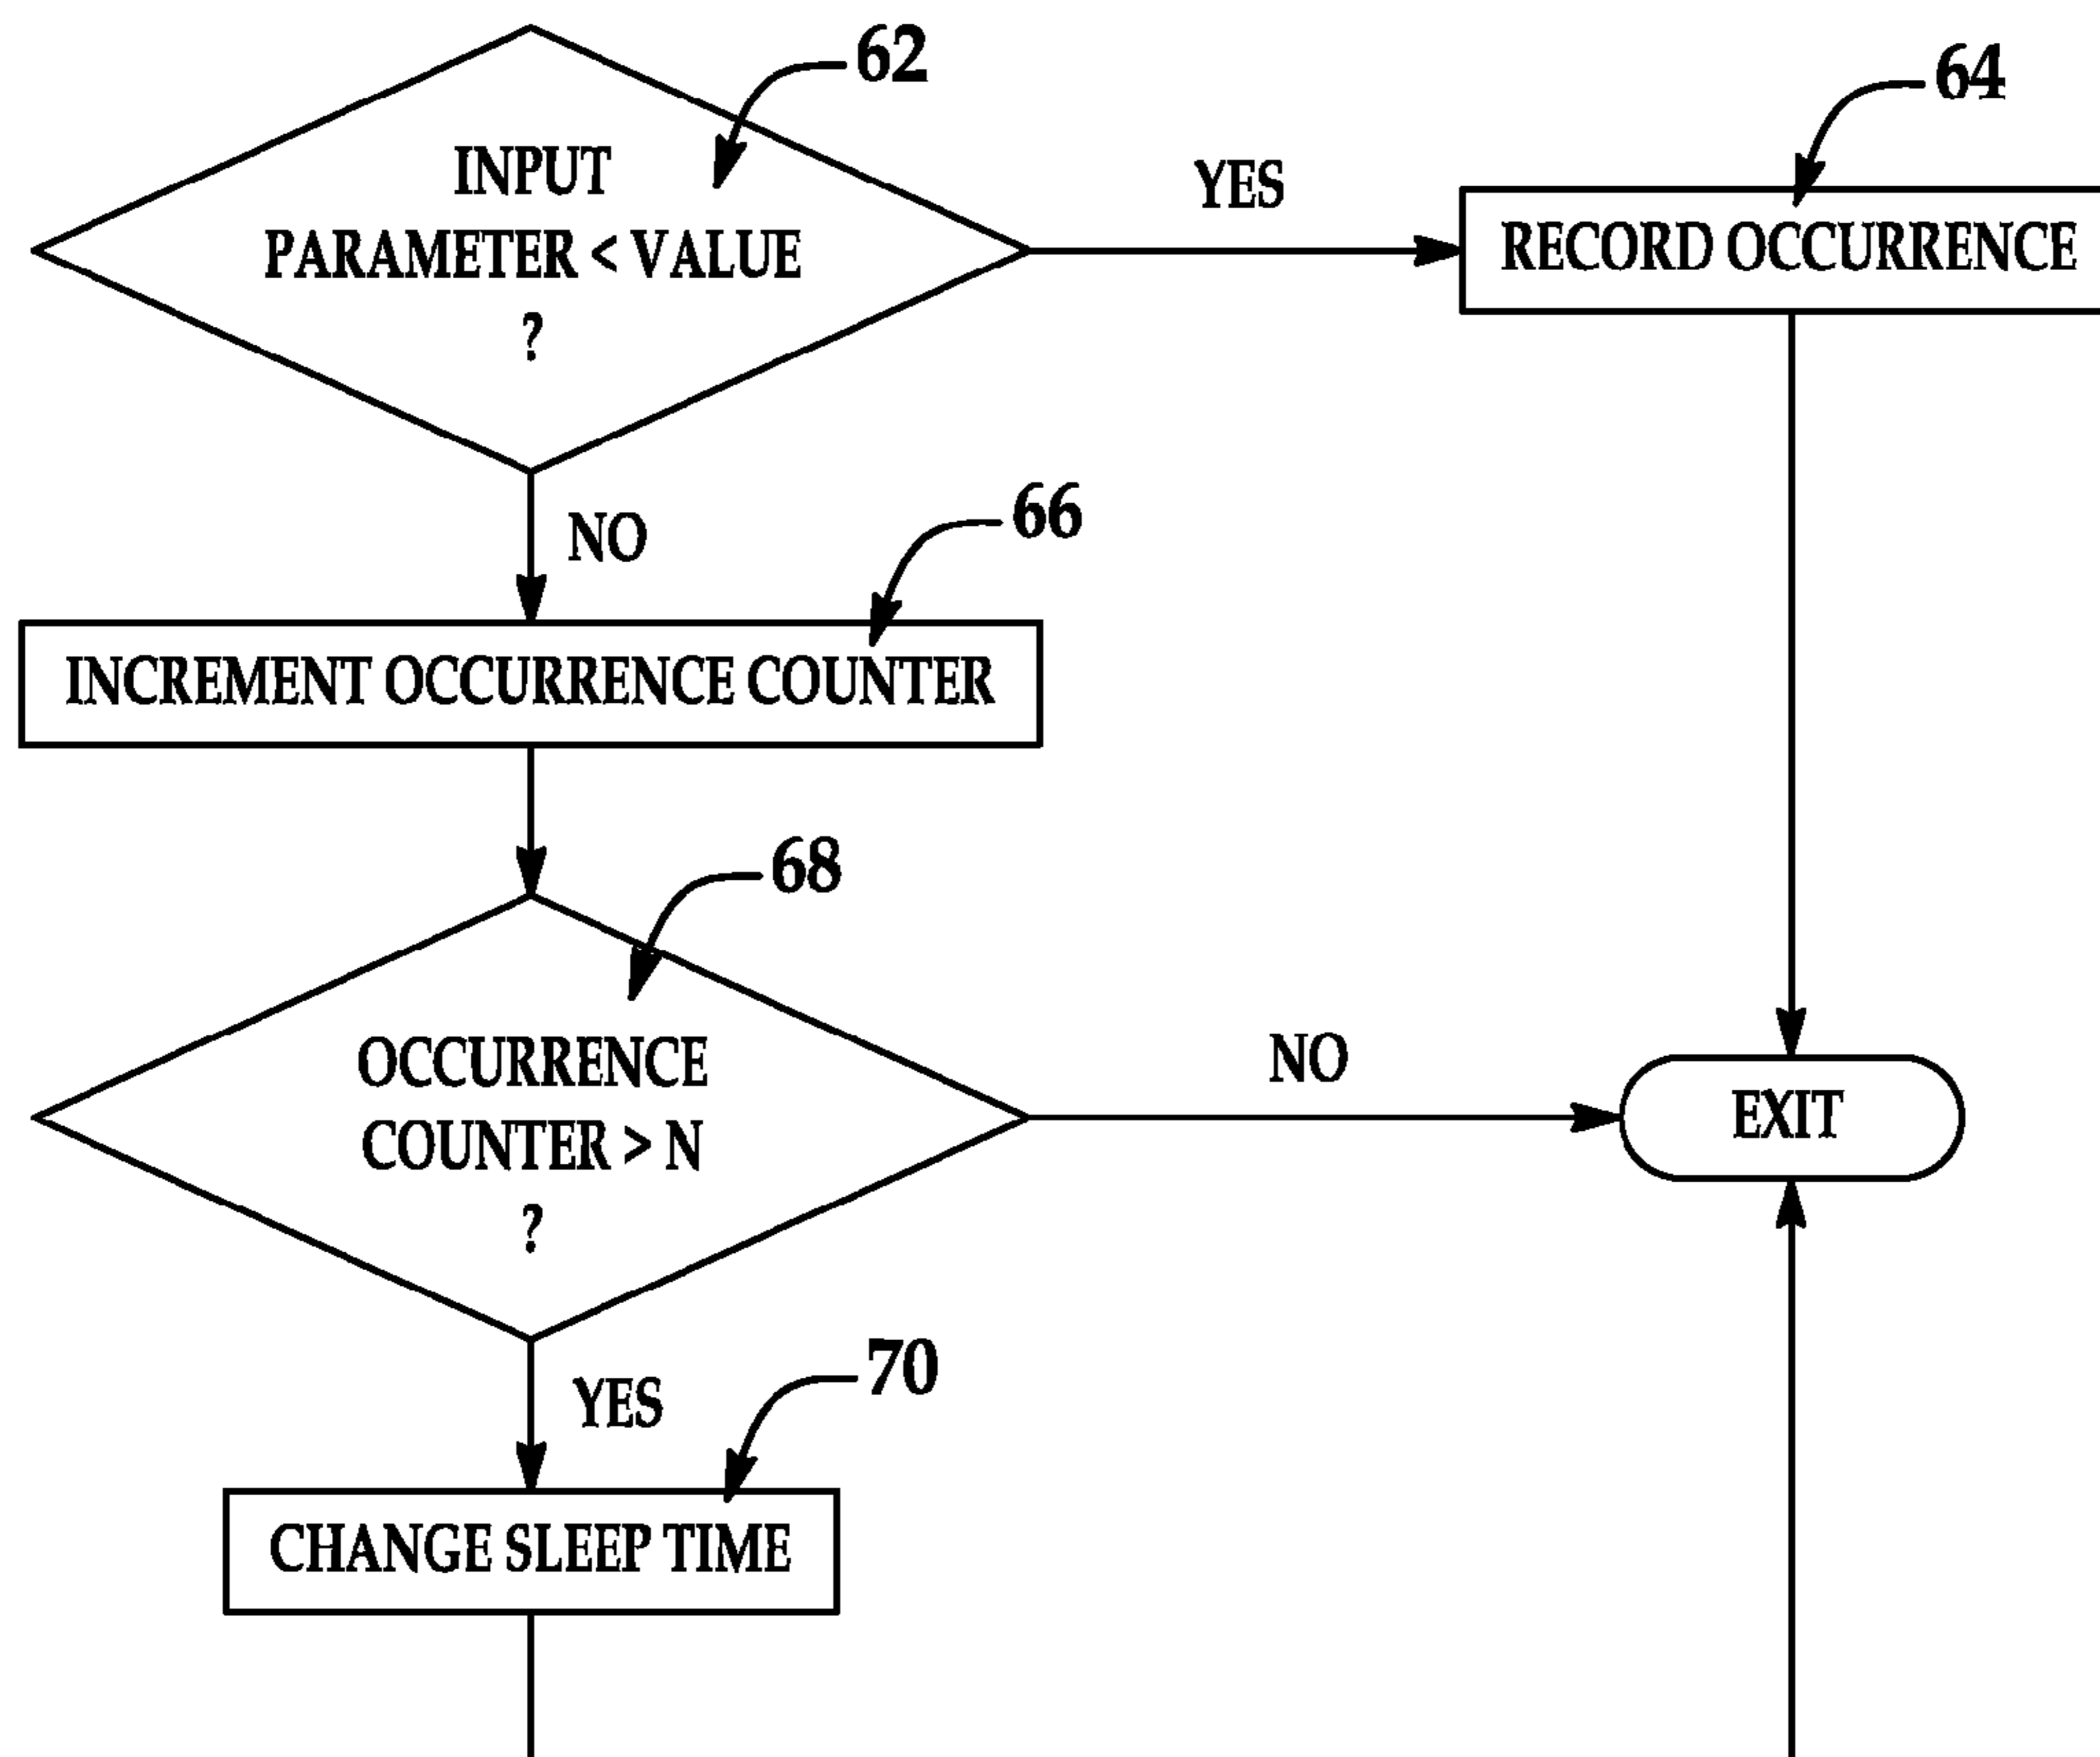 62
INPUT
PARAMETER < VALUE
?
YES
64
RECORD OCCURRENCE
NO
66
INCREMENT OCCURRENCE COUNTER
68
OCCURRENCE
COUNTER > N
?
NO
EXIT
YES
70
CHANGE SLEEP TIME